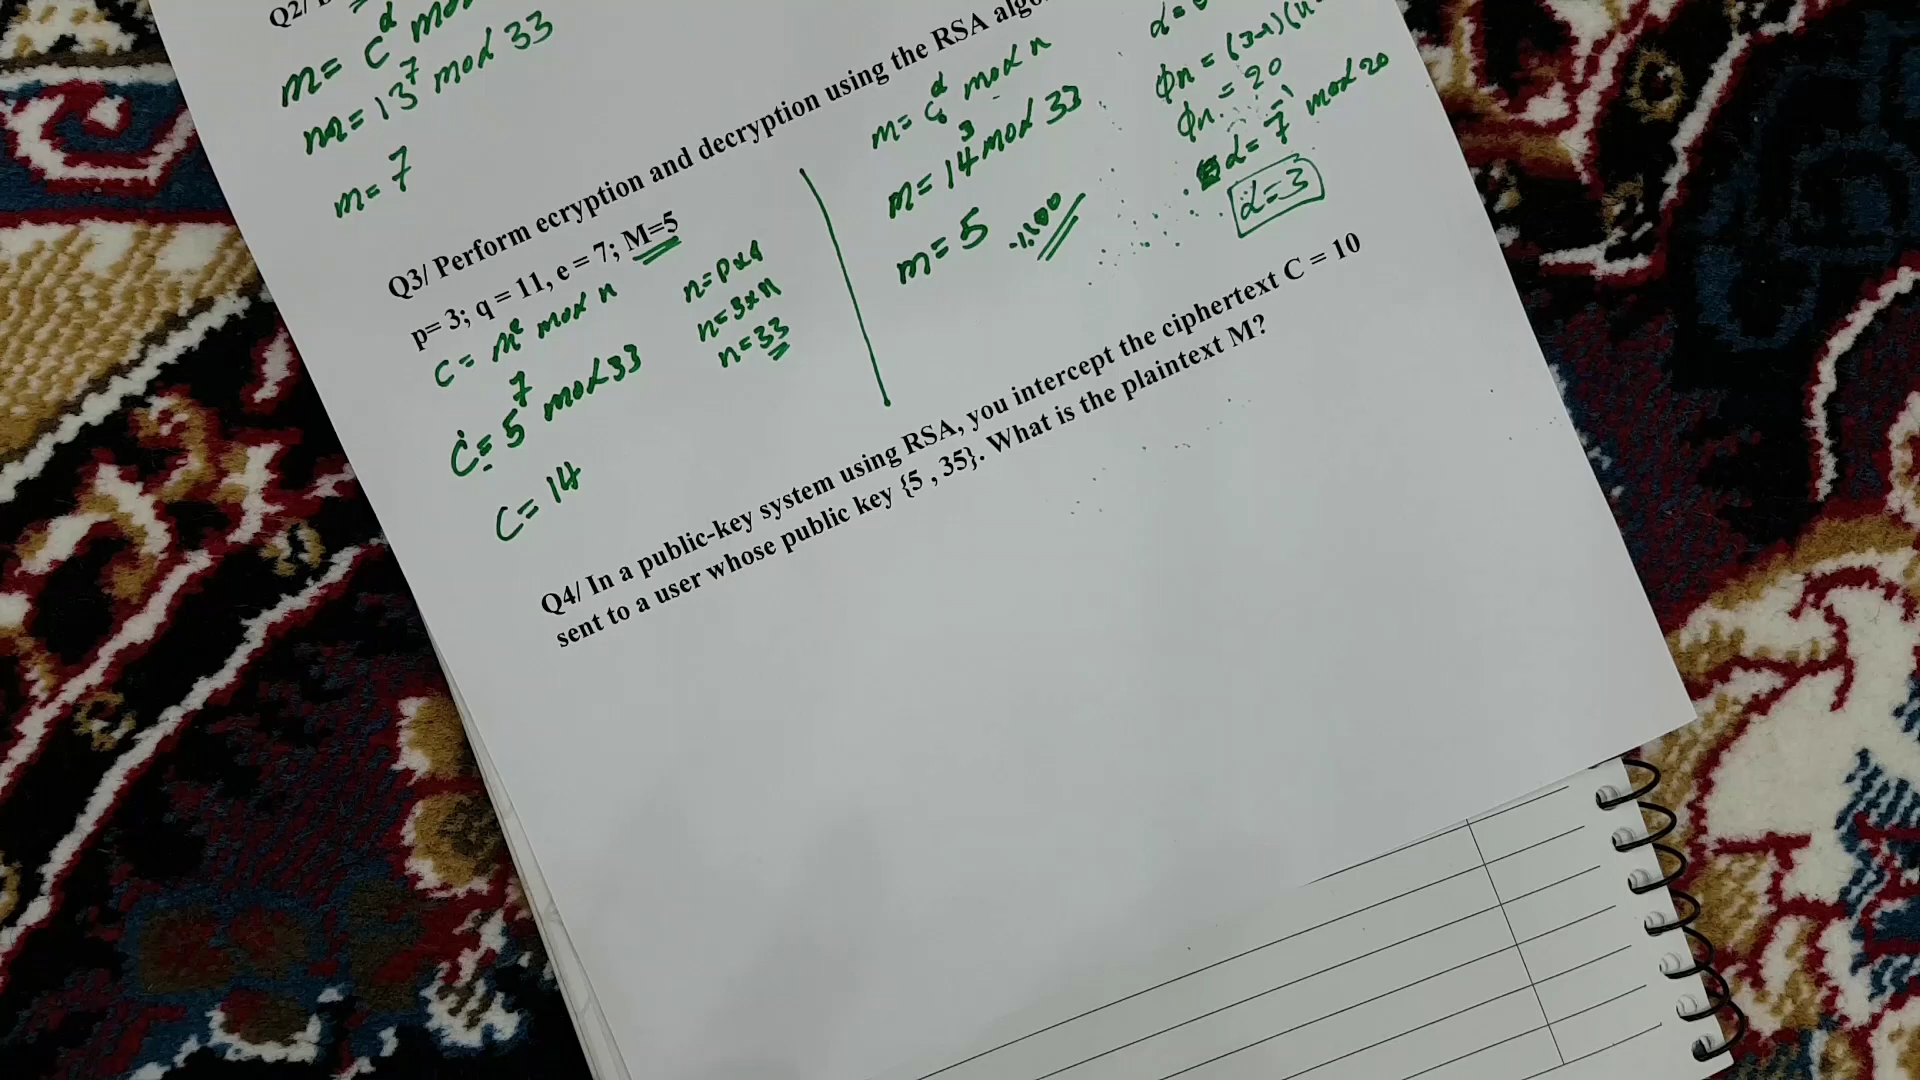 Q2/
m= C^d mod
m= 13^7 mod 33
m= 7
Q3/ Perform ecryption and decryption using the RSA
p= 3; q = 11, e = 7; M=5
C= m^e mod n
C= 5^7 mod 33
C= 14
n=p×q
n=3×11
n=33
m= C^d mod n
m= 14^3 mod 33
m= 5
ϕn = (3-1)(11
ϕn = 20
d= 7^-1 mod 20
d=3
Q4/ In a public-key system using RSA, you intercept the ciphertext C = 10
sent to a user whose public key {5 , 35}. What is the plaintext M?